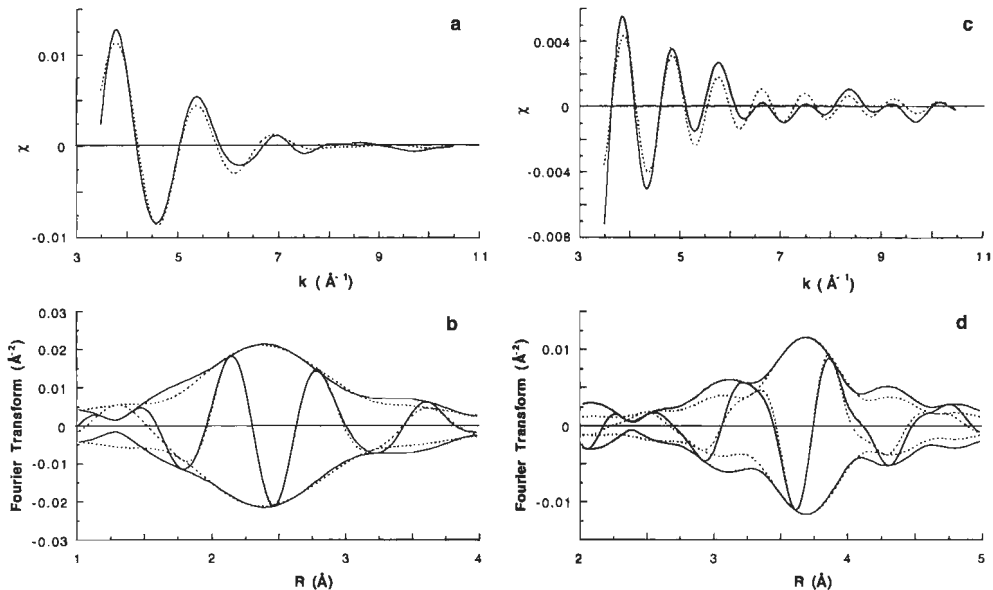 a
0.01
0
-0.01
χ
3 5 7 9 11
k (Å⁻¹)
c
0.004
0
-0.004
-0.008
χ
3 5 7 9 11
k (Å⁻¹)
b
0.03
0.02
0.01
0
-0.01
-0.02
-0.03
Fourier Transform (Å⁻²)
1 2 3 4
R (Å)
d
0.01
0
-0.01
Fourier Transform (Å⁻²)
2 3 4 5
R (Å)